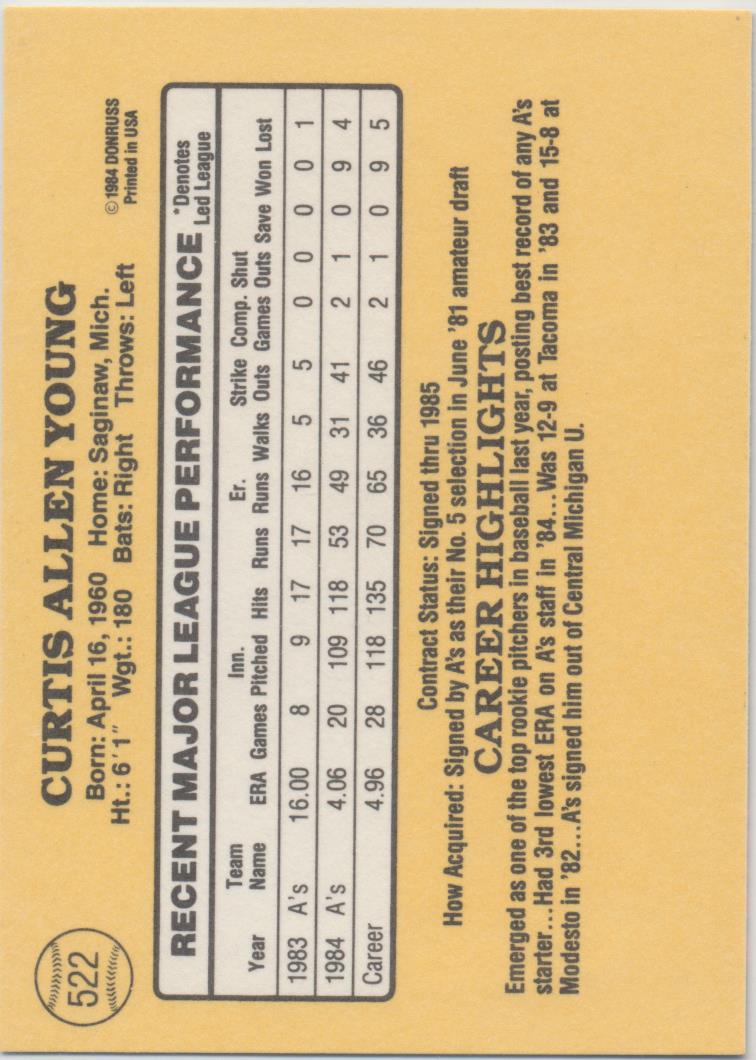 522
CURTIS ALLEN YOUNG
Born: April 16, 1960 Home: Saginaw, Mich.
Ht.: 6'1" Wgt.: 180 Bats: Right Throws: Left
©1984 DONRUSS
Printed in USA
RECENT MAJOR LEAGUE PERFORMANCE *Denotes Led League
Year Team Name ERA Games Inn. Pitched Hits Runs Er. Runs Walks Strike Outs Comp. Games Shut Outs Save Won Lost
1983 A's 16.00 8 9 17 17 16 5 5 0 0 0 0 1
1984 A's 4.06 20 109 118 53 49 31 41 2 1 0 9 4
Career 4.96 28 118 135 70 65 36 46 2 1 0 9 5
Contract Status: Signed thru 1985
How Acquired: Signed by A's as their No. 5 selection in June '81 amateur draft
CAREER HIGHLIGHTS
Emerged as one of the top rookie pitchers in baseball last year, posting best record of any A's
starter...Had 3rd lowest ERA on A's staff in '84...Was 12-9 at Tacoma in '83 and 15-8 at
Modesto in '82...A's signed him out of Central Michigan U.